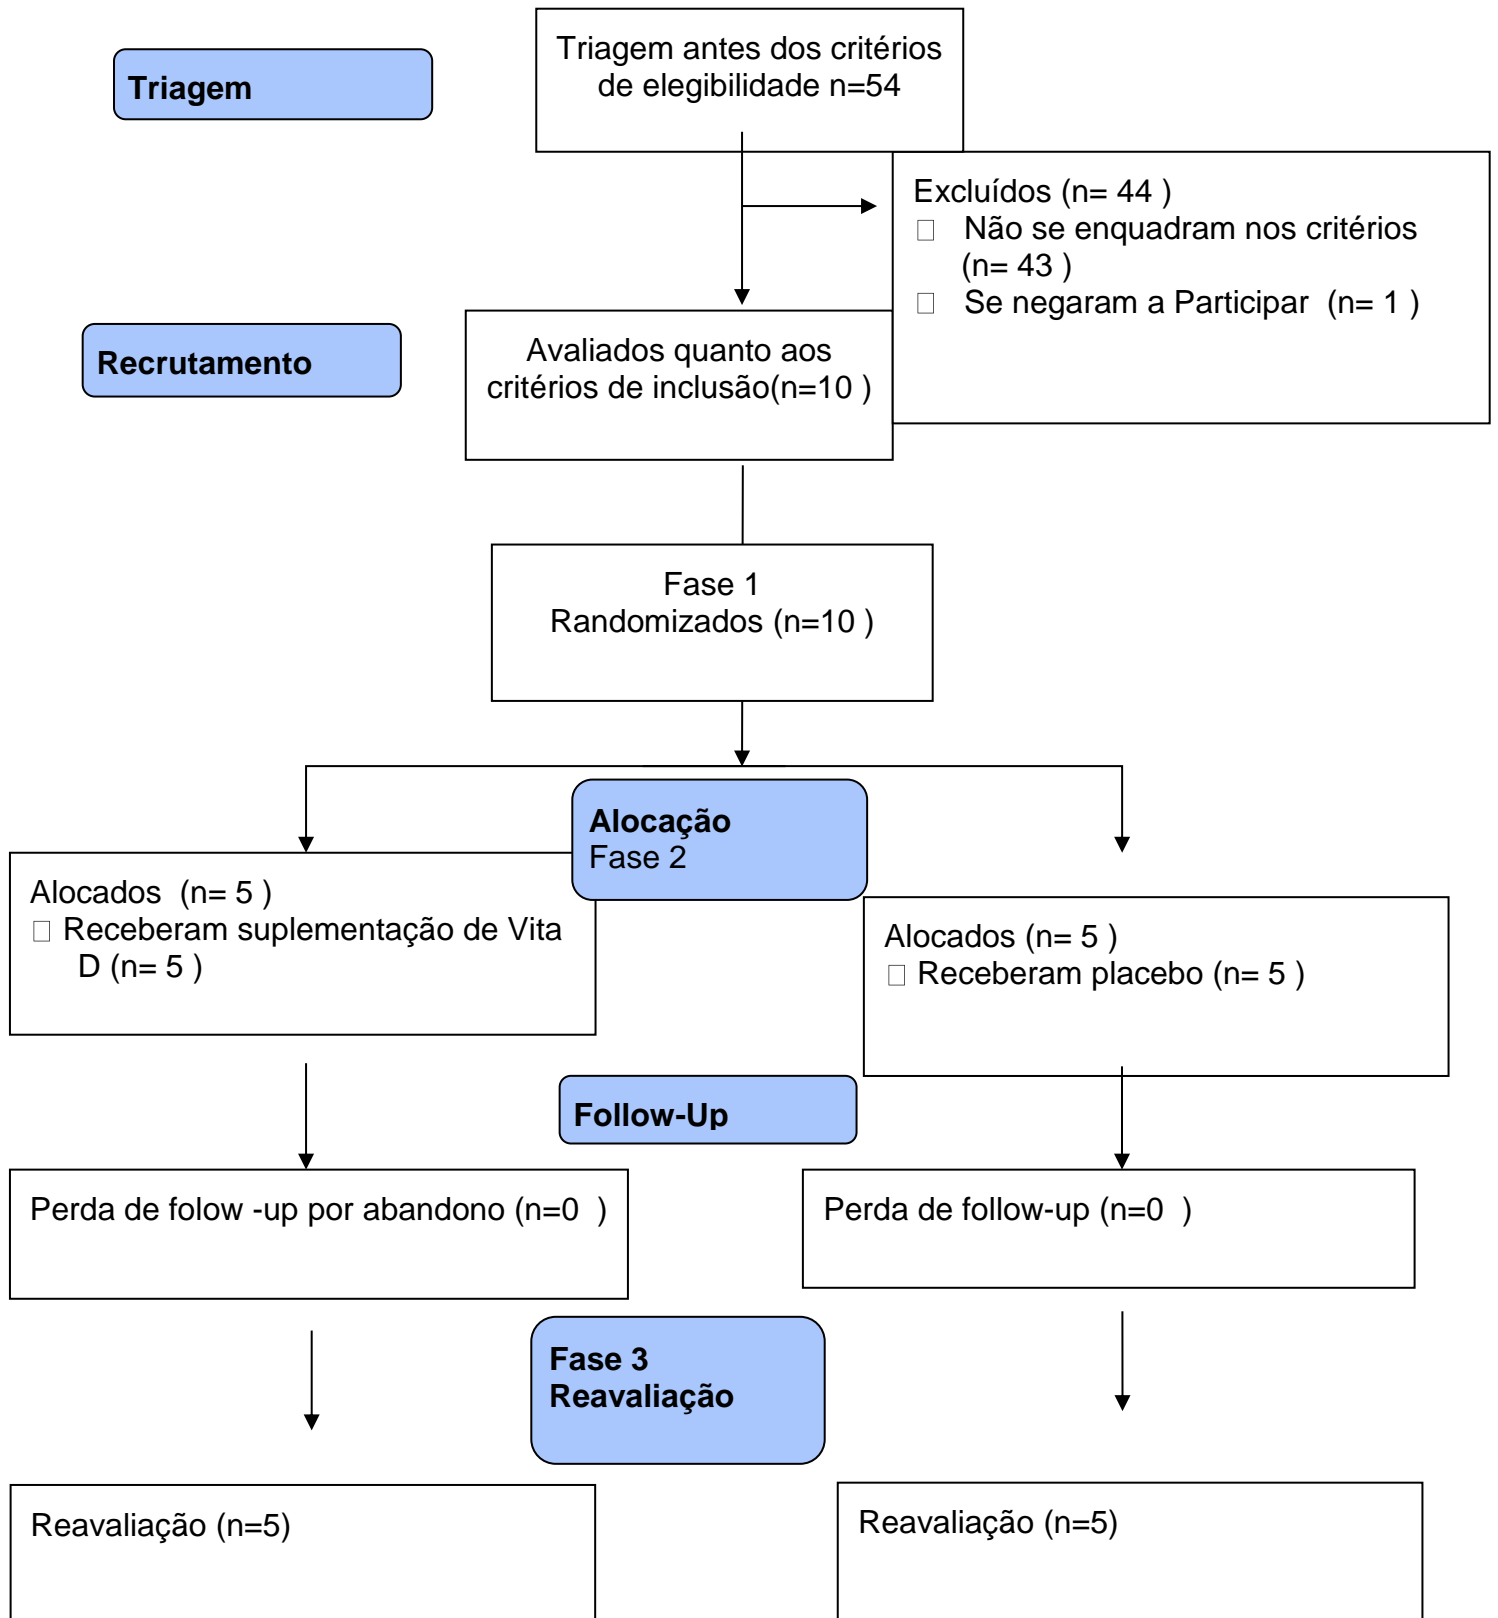 Triagem
Triagem antes dos critérios
de elegibilidade n=54
Excluídos (n= 44 )
□ Não se enquadram nos critérios
(n= 43 )
□ Se negaram a Participar  (n= 1 )
Recrutamento
Avaliados quanto aos
critérios de inclusão(n=10 )
Fase 1
Randomizados (n=10 )
Alocação
Fase 2
Alocados  (n= 5 )
□ Receberam suplementação de Vita
D (n= 5 )
Alocados (n= 5 )
□ Receberam placebo (n= 5 )
Follow-Up
Perda de folow -up por abandono (n=0  )
Perda de follow-up (n=0  )
Fase 3
Reavaliação
Reavaliação (n=5)
Reavaliação (n=5)